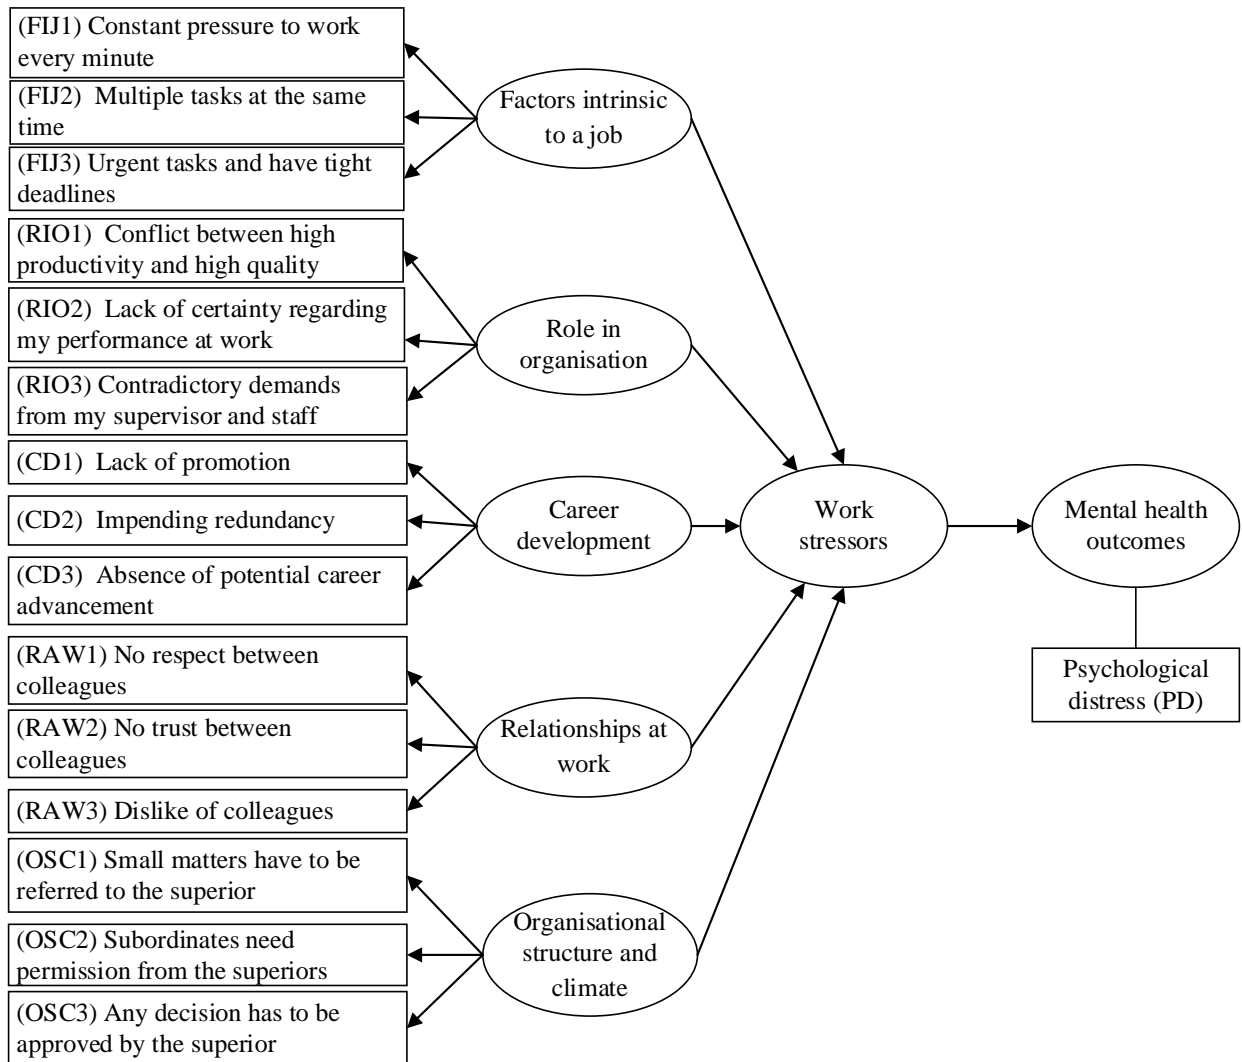 (FIJ1) Constant pressure to work
every minute
(FIJ2)  Multiple tasks at the same
time
(FIJ3) Urgent tasks and have tight
deadlines
Factors intrinsic
to a job
(RIO1)  Conflict between high
productivity and high quality
(RIO2)  Lack of certainty regarding
my performance at work
(RIO3) Contradictory demands
from my supervisor and staff
Role in
organisation
(CD1)  Lack of promotion
(CD2)  Impending redundancy
(CD3)  Absence of potential career
advancement
Career
development
Work
stressors
Mental health
outcomes
Psychological
distress (PD)
(RAW1) No respect between
colleagues
(RAW2) No trust between
colleagues
(RAW3) Dislike of colleagues
Relationships at
work
(OSC1) Small matters have to be
referred to the superior
(OSC2) Subordinates need
permission from the superiors
(OSC3) Any decision has to be
approved by the superior
Organisational
structure and
climate